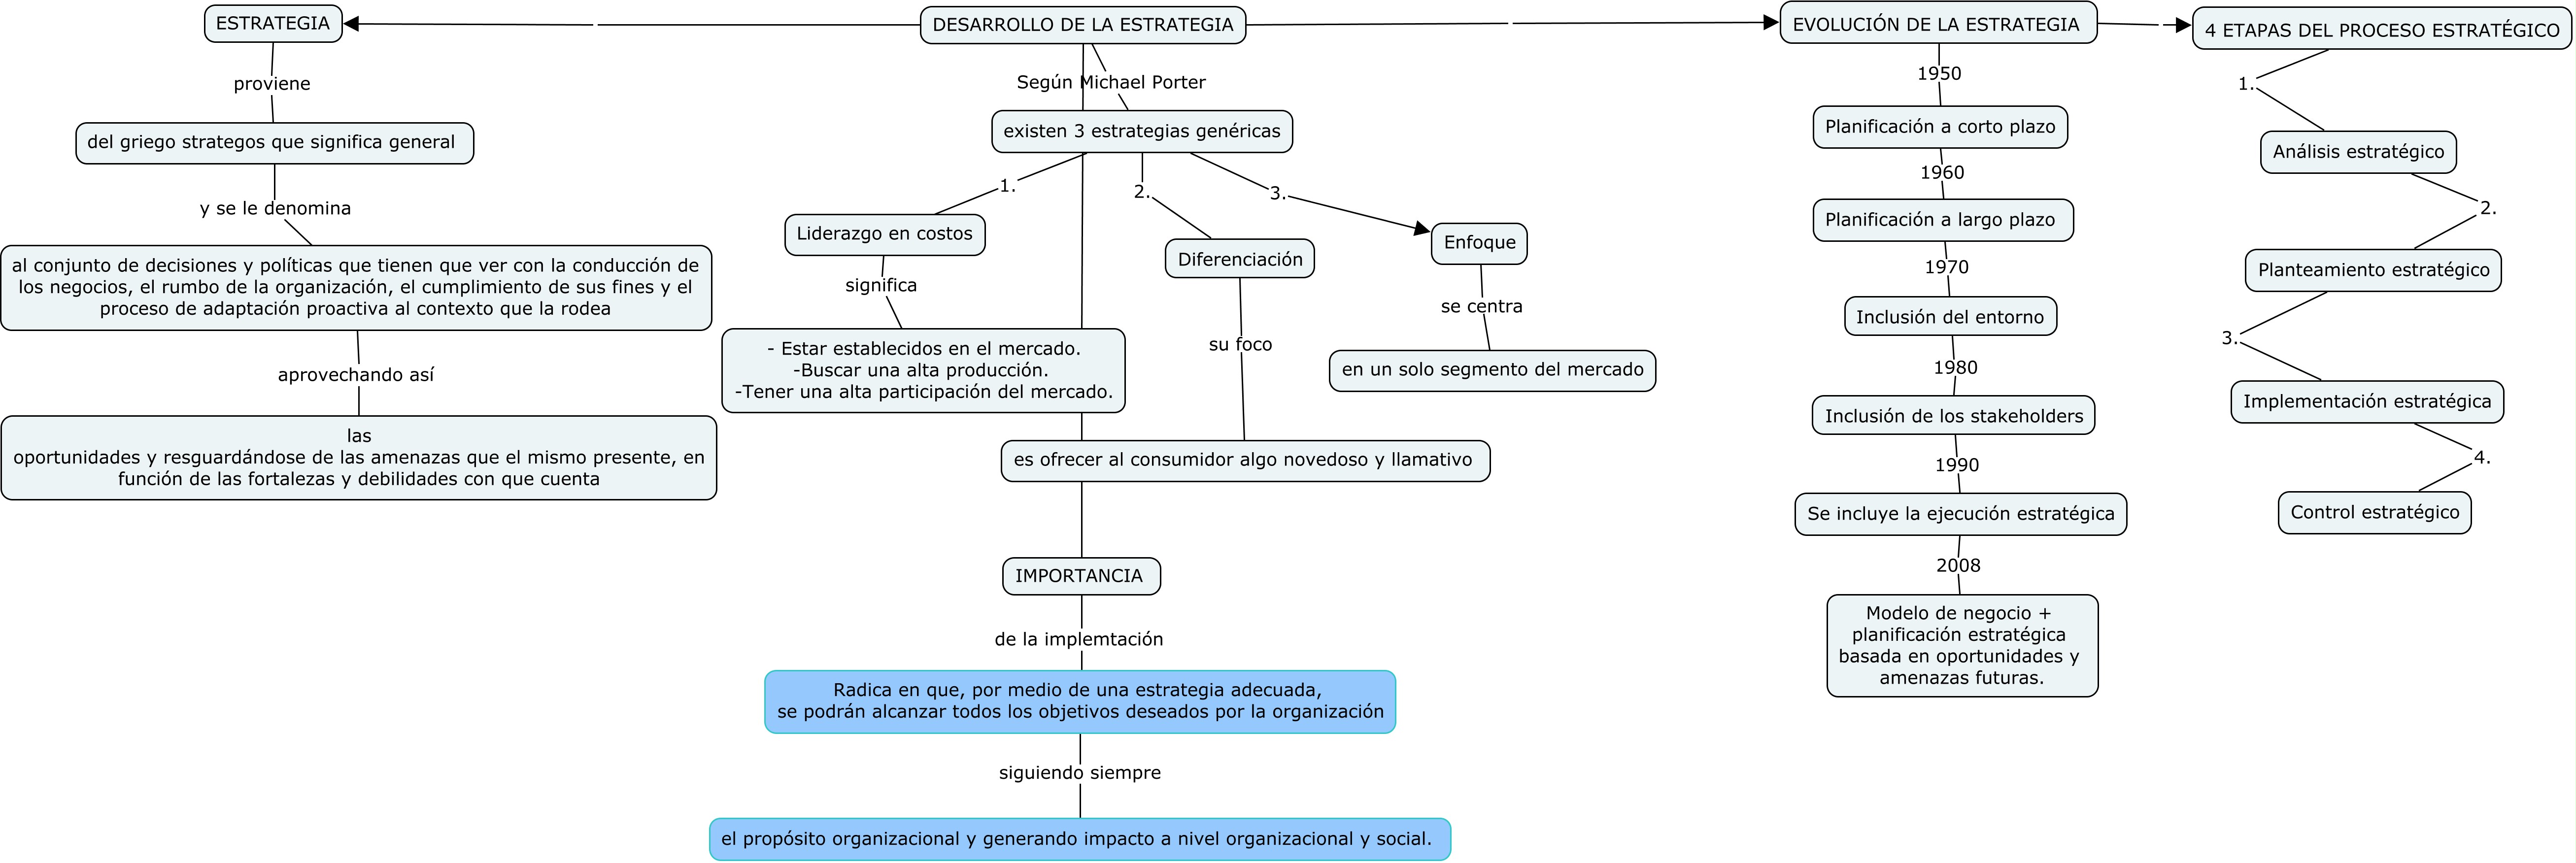 ESTRATEGIA
proviene
del griego strategos que significa general
y se le denomina
al conjunto de decisiones y políticas que tienen que ver con la conducción de
los negocios, el rumbo de la organización, el cumplimiento de sus fines y el
proceso de adaptación proactiva al contexto que la rodea
aprovechando así
las
oportunidades y resguardándose de las amenazas que el mismo presente, en
función de las fortalezas y debilidades con que cuenta
DESARROLLO DE LA ESTRATEGIA
Según Michael Porter
existen 3 estrategias genéricas
1.
Liderazgo en costos
significa
- Estar establecidos en el mercado.
-Buscar una alta producción.
-Tener una alta participación del mercado.
2.
Diferenciación
su foco
es ofrecer al consumidor algo novedoso y llamativo
3.
Enfoque
se centra
en un solo segmento del mercado
IMPORTANCIA
de la implemtación
Radica en que, por medio de una estrategia adecuada,
se podrán alcanzar todos los objetivos deseados por la organización
siguiendo siempre
el propósito organizacional y generando impacto a nivel organizacional y social.
EVOLUCIÓN DE LA ESTRATEGIA
1950
Planificación a corto plazo
1960
Planificación a largo plazo
1970
Inclusión del entorno
1980
Inclusión de los stakeholders
1990
Se incluye la ejecución estratégica
2008
Modelo de negocio +
planificación estratégica
basada en oportunidades y
amenazas futuras.
4 ETAPAS DEL PROCESO ESTRATÉGICO
1.
Análisis estratégico
2.
Planteamiento estratégico
3.
Implementación estratégica
4.
Control estratégico